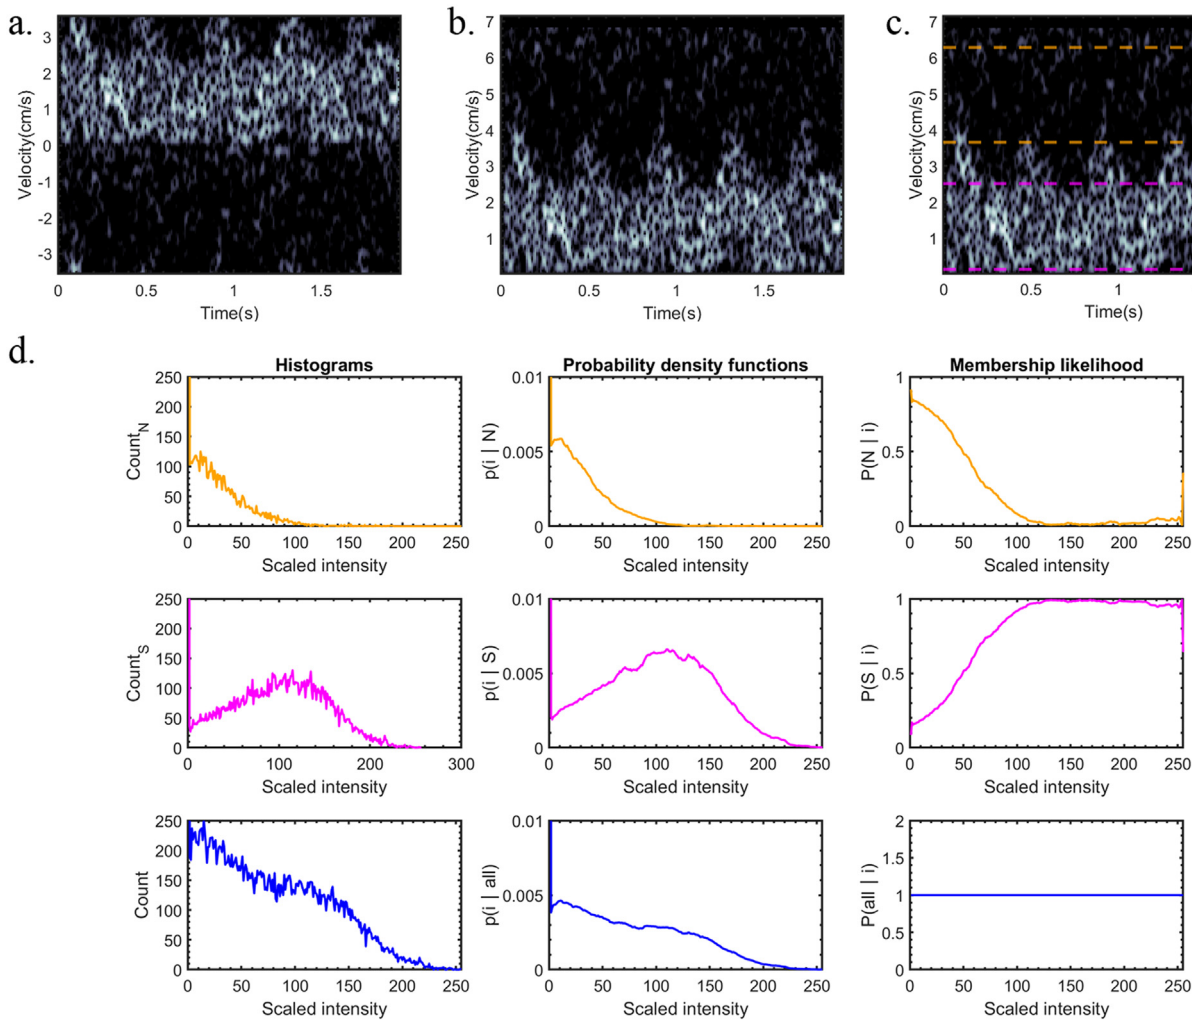 a.
3
2
1
0
-1
-2
-3
Velocity(cm/s)
0 0.5 1 1.5
Time(s)
b.
7
6
5
4
3
2
1
Velocity(cm/s)
0 0.5 1 1.5
Time(s)
c.
7
6
5
4
3
2
1
Velocity(cm/s)
0 1
Time(s)
d.
Histograms
250
200
150
100
50
0
Count_N
0 50 100 150 200 250
Scaled intensity
Probability density functions
0.01
0.005
0
p(i | N)
0 50 100 150 200 250
Scaled intensity
Membership likelihood
1
0.5
0
P(N | i)
0 50 100 150 200 250
Scaled intensity
250
200
150
100
50
0
Count_S
0 100 200 300
Scaled intensity
0.01
0.005
0
p(i | S)
0 50 100 150 200 250
Scaled intensity
1
0.5
0
P(S | i)
0 50 100 150 200 250
Scaled intensity
250
200
150
100
50
0
Count
0 50 100 150 200 250
Scaled intensity
0.01
0.005
0
p(i | all)
0 50 100 150 200 250
Scaled intensity
2
1.5
1
0.5
0
P(all | i)
0 50 100 150 200 250
Scaled intensity